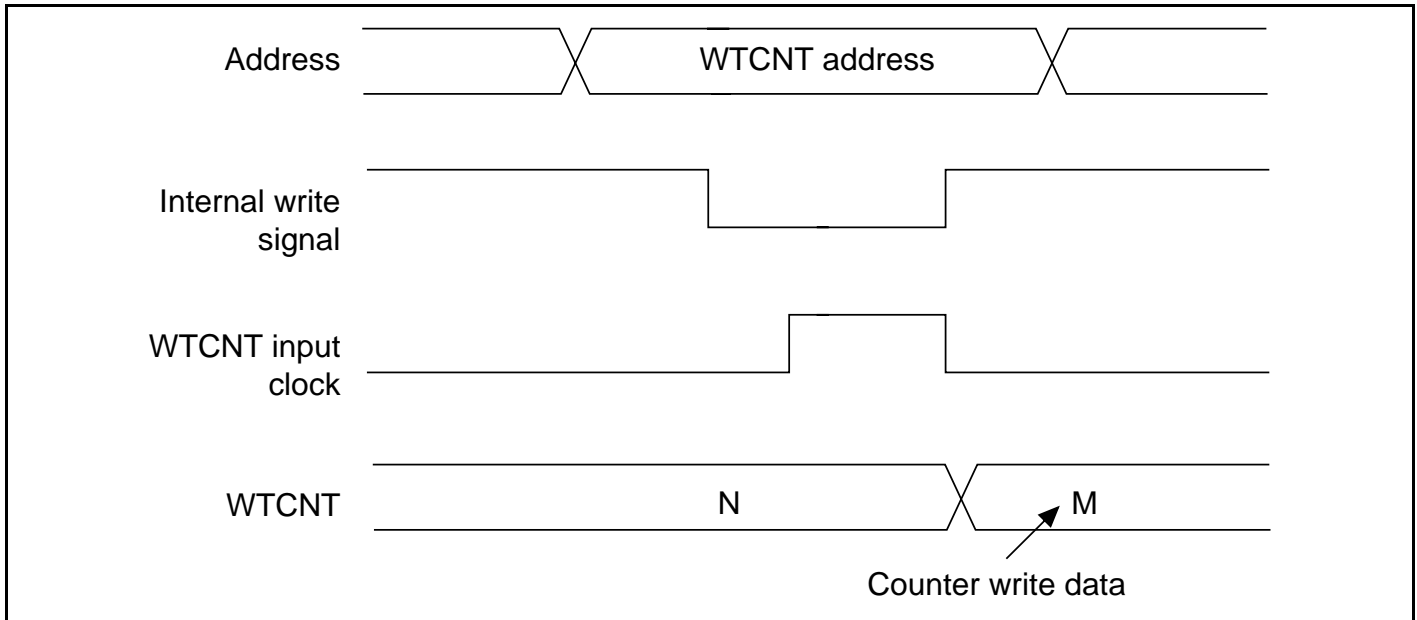 Address
WTCNT address
Internal write
signal
WTCNT input
clock
WTCNT
N
M
Counter write data